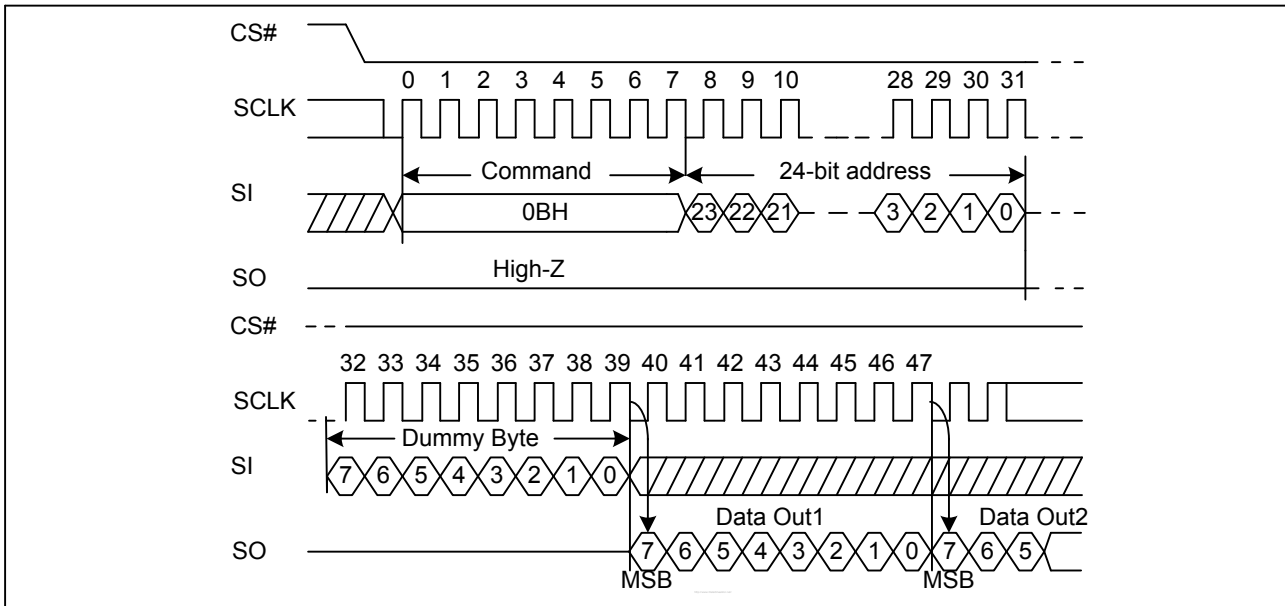 CS#
0 1 2 3 4 5 6 7 8 9 10 28 29 30 31
SCLK
Command 24-bit address
SI
0BH 23 22 21 3 2 1 0
High-Z
SO
CS#
32 33 34 35 36 37 38 39 40 41 42 43 44 45 46 47
SCLK
Dummy Byte
SI
7 6 5 4 3 2 1 0
Data Out1 Data Out2
SO
7 6 5 4 3 2 1 0 7 6 5
MSB MSB